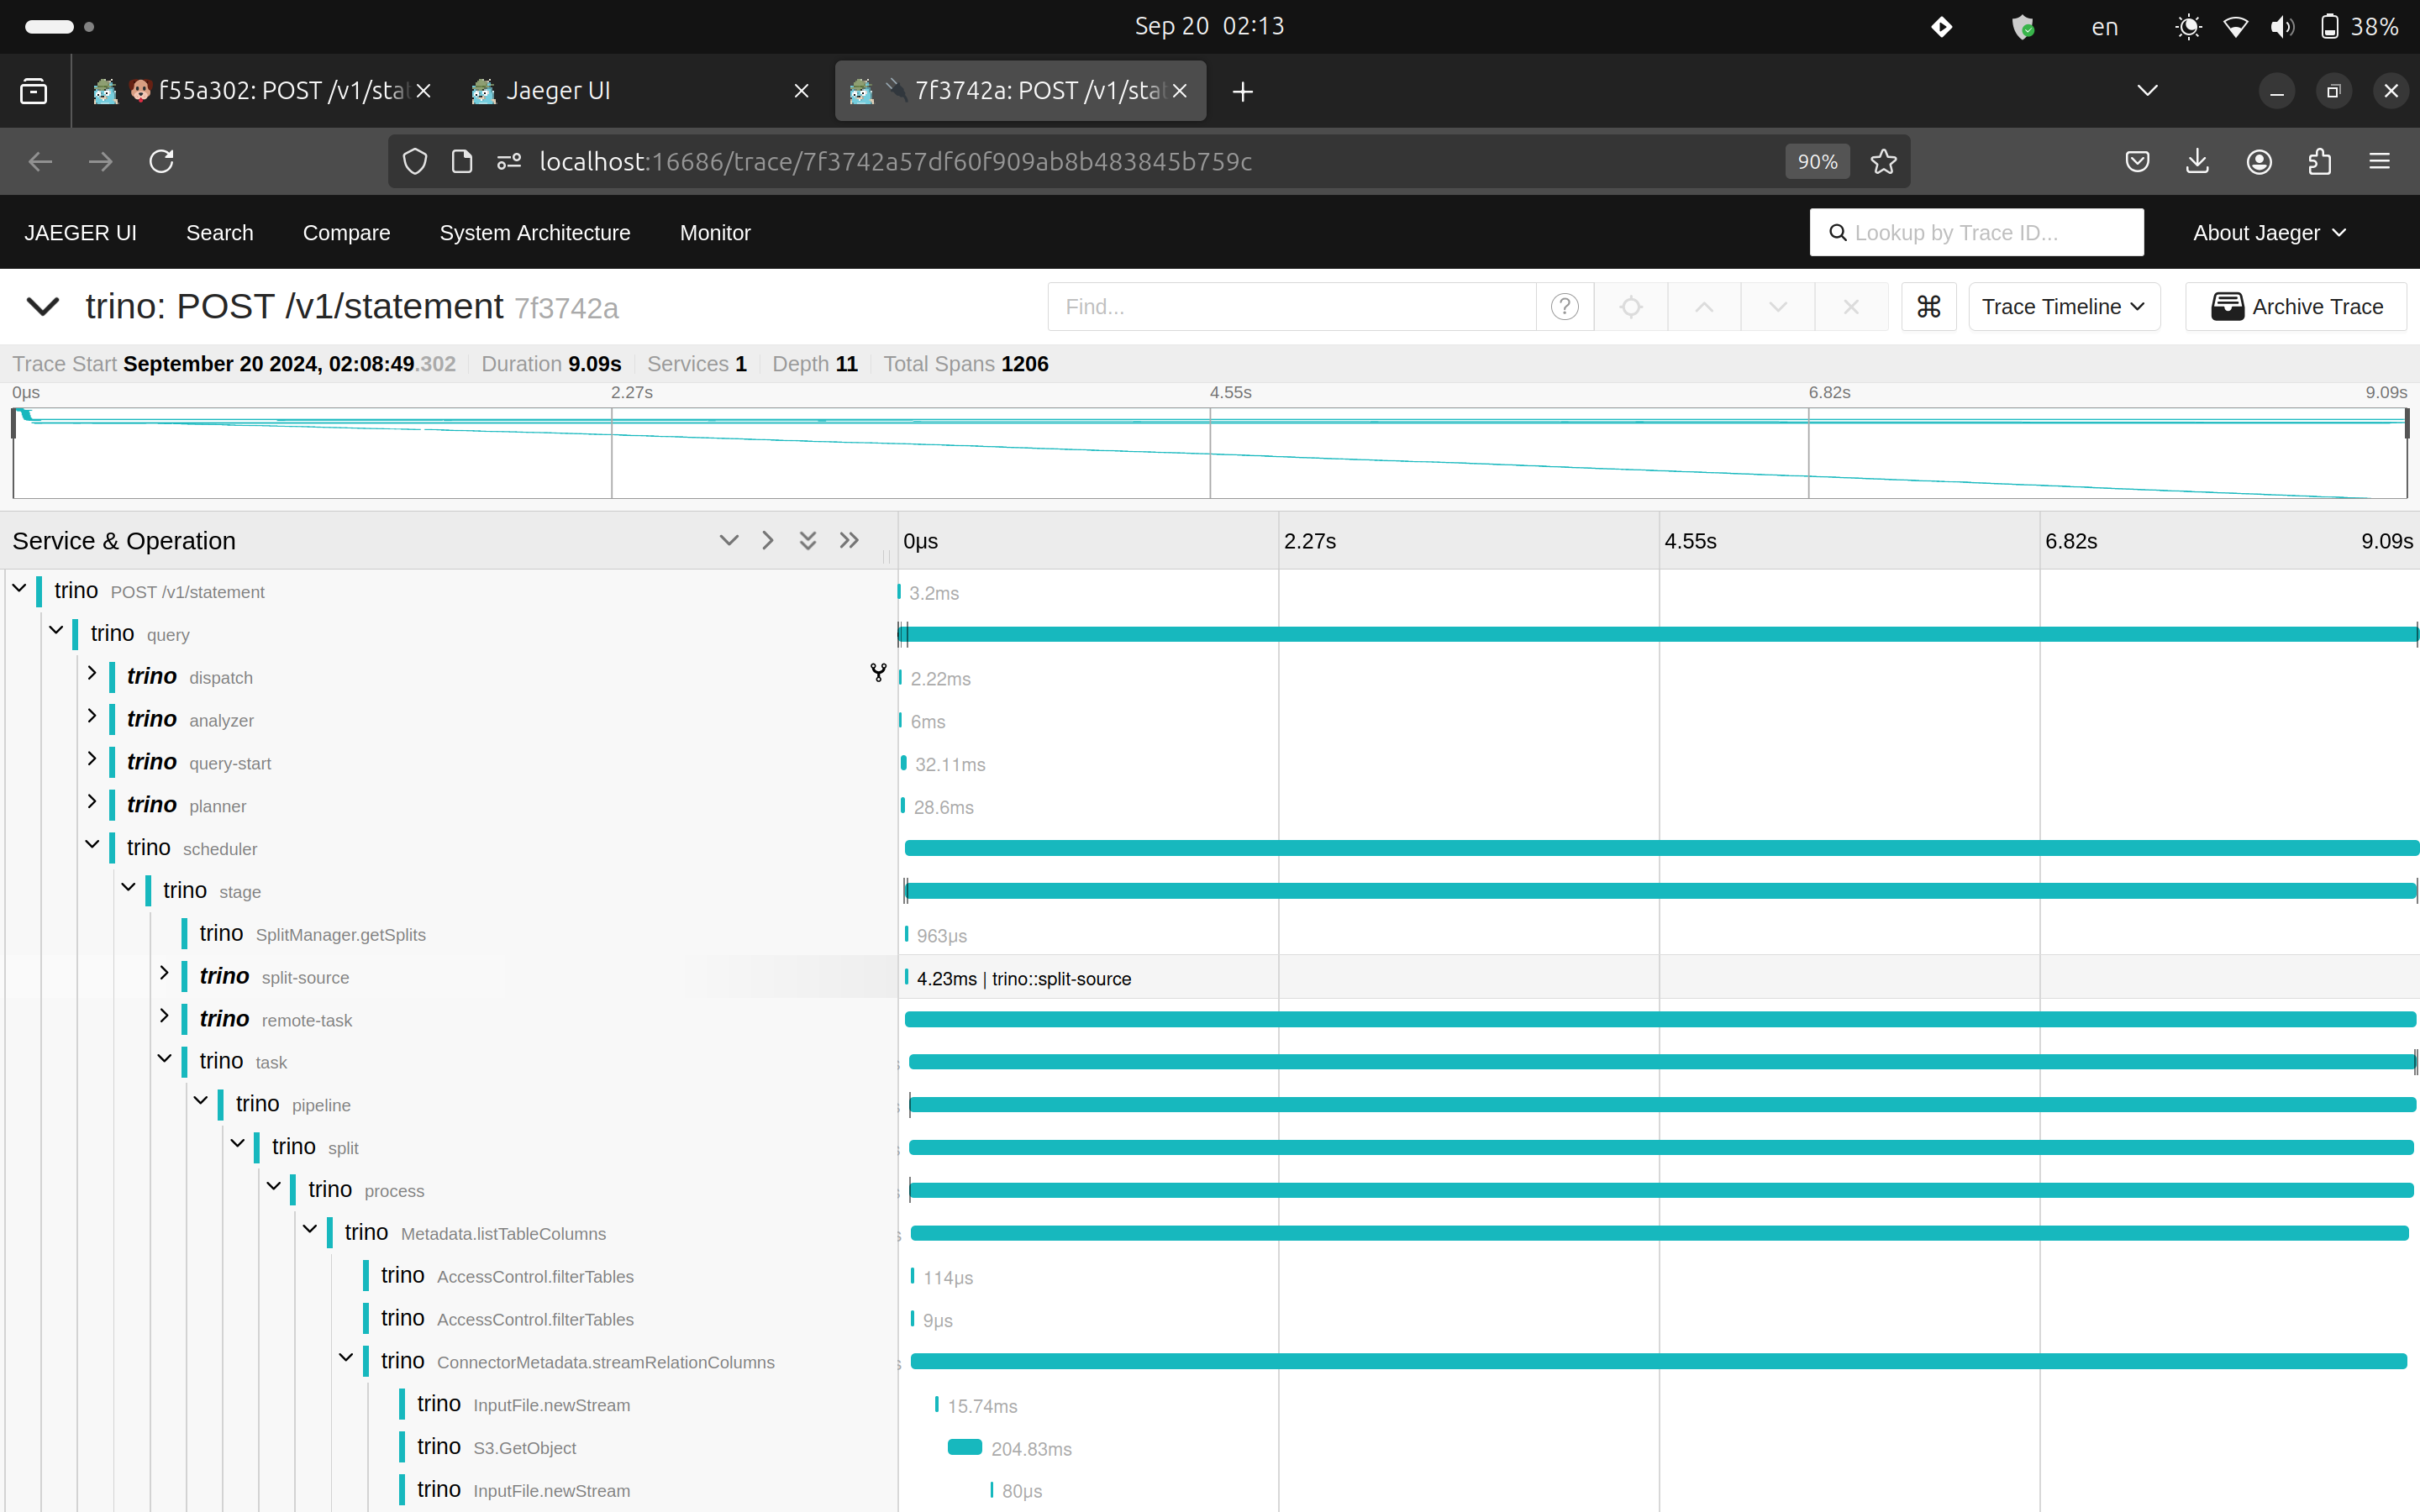 Sep 20 02:13
en
38%
f55a302: POST /v1/stat
Jaeger UI
7f3742a: POST /v1/stat
localhost:16686/trace/7f3742a57df60f909ab8b483845b759c
90%
JAEGER UI
Search
Compare
System Architecture
Monitor
Lookup by Trace ID...
About Jaeger
trino: POST /v1/statement 7f3742a
Find...
Trace Timeline
Archive Trace
Trace Start September 20 2024, 02:08:49.302
Duration 9.09s
Services 1
Depth 11
Total Spans 1206
0μs
2.27s
4.55s
6.82s
9.09s
Service & Operation
0μs
2.27s
4.55s
6.82s
9.09s
trino POST /v1/statement
3.2ms
trino query
trino dispatch
2.22ms
trino analyzer
6ms
trino query-start
32.11ms
trino planner
28.6ms
trino scheduler
trino stage
trino SplitManager.getSplits
963μs
trino split-source
4.23ms | trino::split-source
trino remote-task
trino task
trino pipeline
trino split
trino process
trino Metadata.listTableColumns
trino AccessControl.filterTables
114μs
trino AccessControl.filterTables
9μs
trino ConnectorMetadata.streamRelationColumns
trino InputFile.newStream
15.74ms
trino S3.GetObject
204.83ms
trino InputFile.newStream
80μs